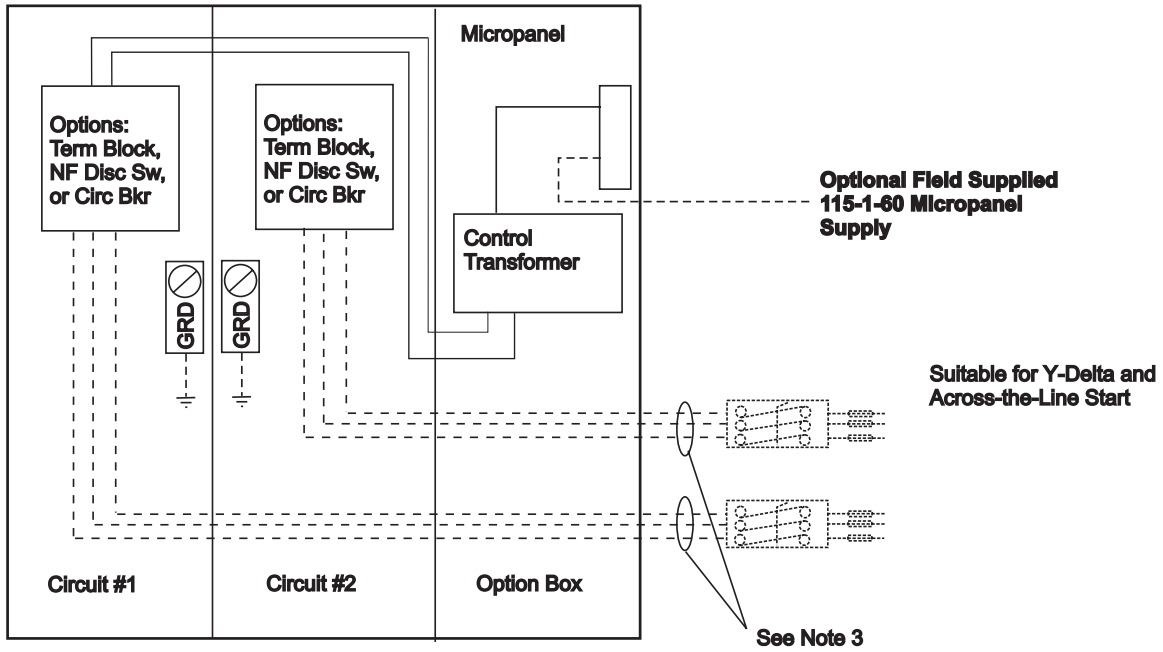 Micropanel
Options:
Term Block,
NF Disc Sw,
or Circ Bkr
Options:
Term Block,
NF Disc Sw,
or Circ Bkr
Optional Field Supplied
115-1-60 Micropanel
Supply
Control
Transformer
GRD
GRD
Suitable for Y-Delta and
Across-the-Line Start
Circuit #1
Circuit #2
Option Box
See Note 3